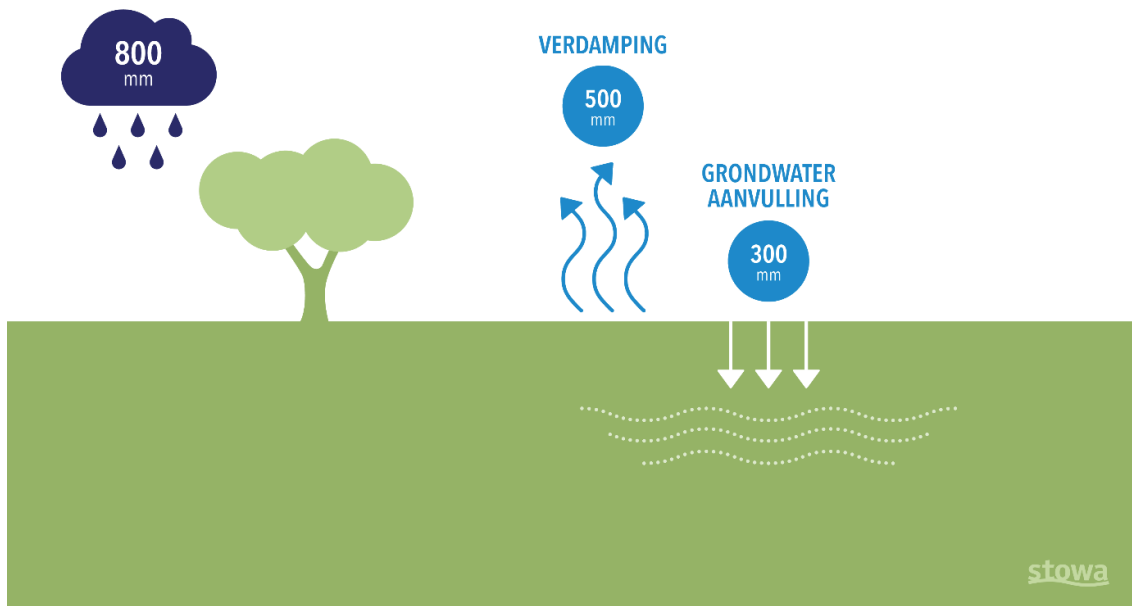 800
mm
VERDAMPING
500
mm
GRONDWATER
AANVULLING
300
mm
stowa